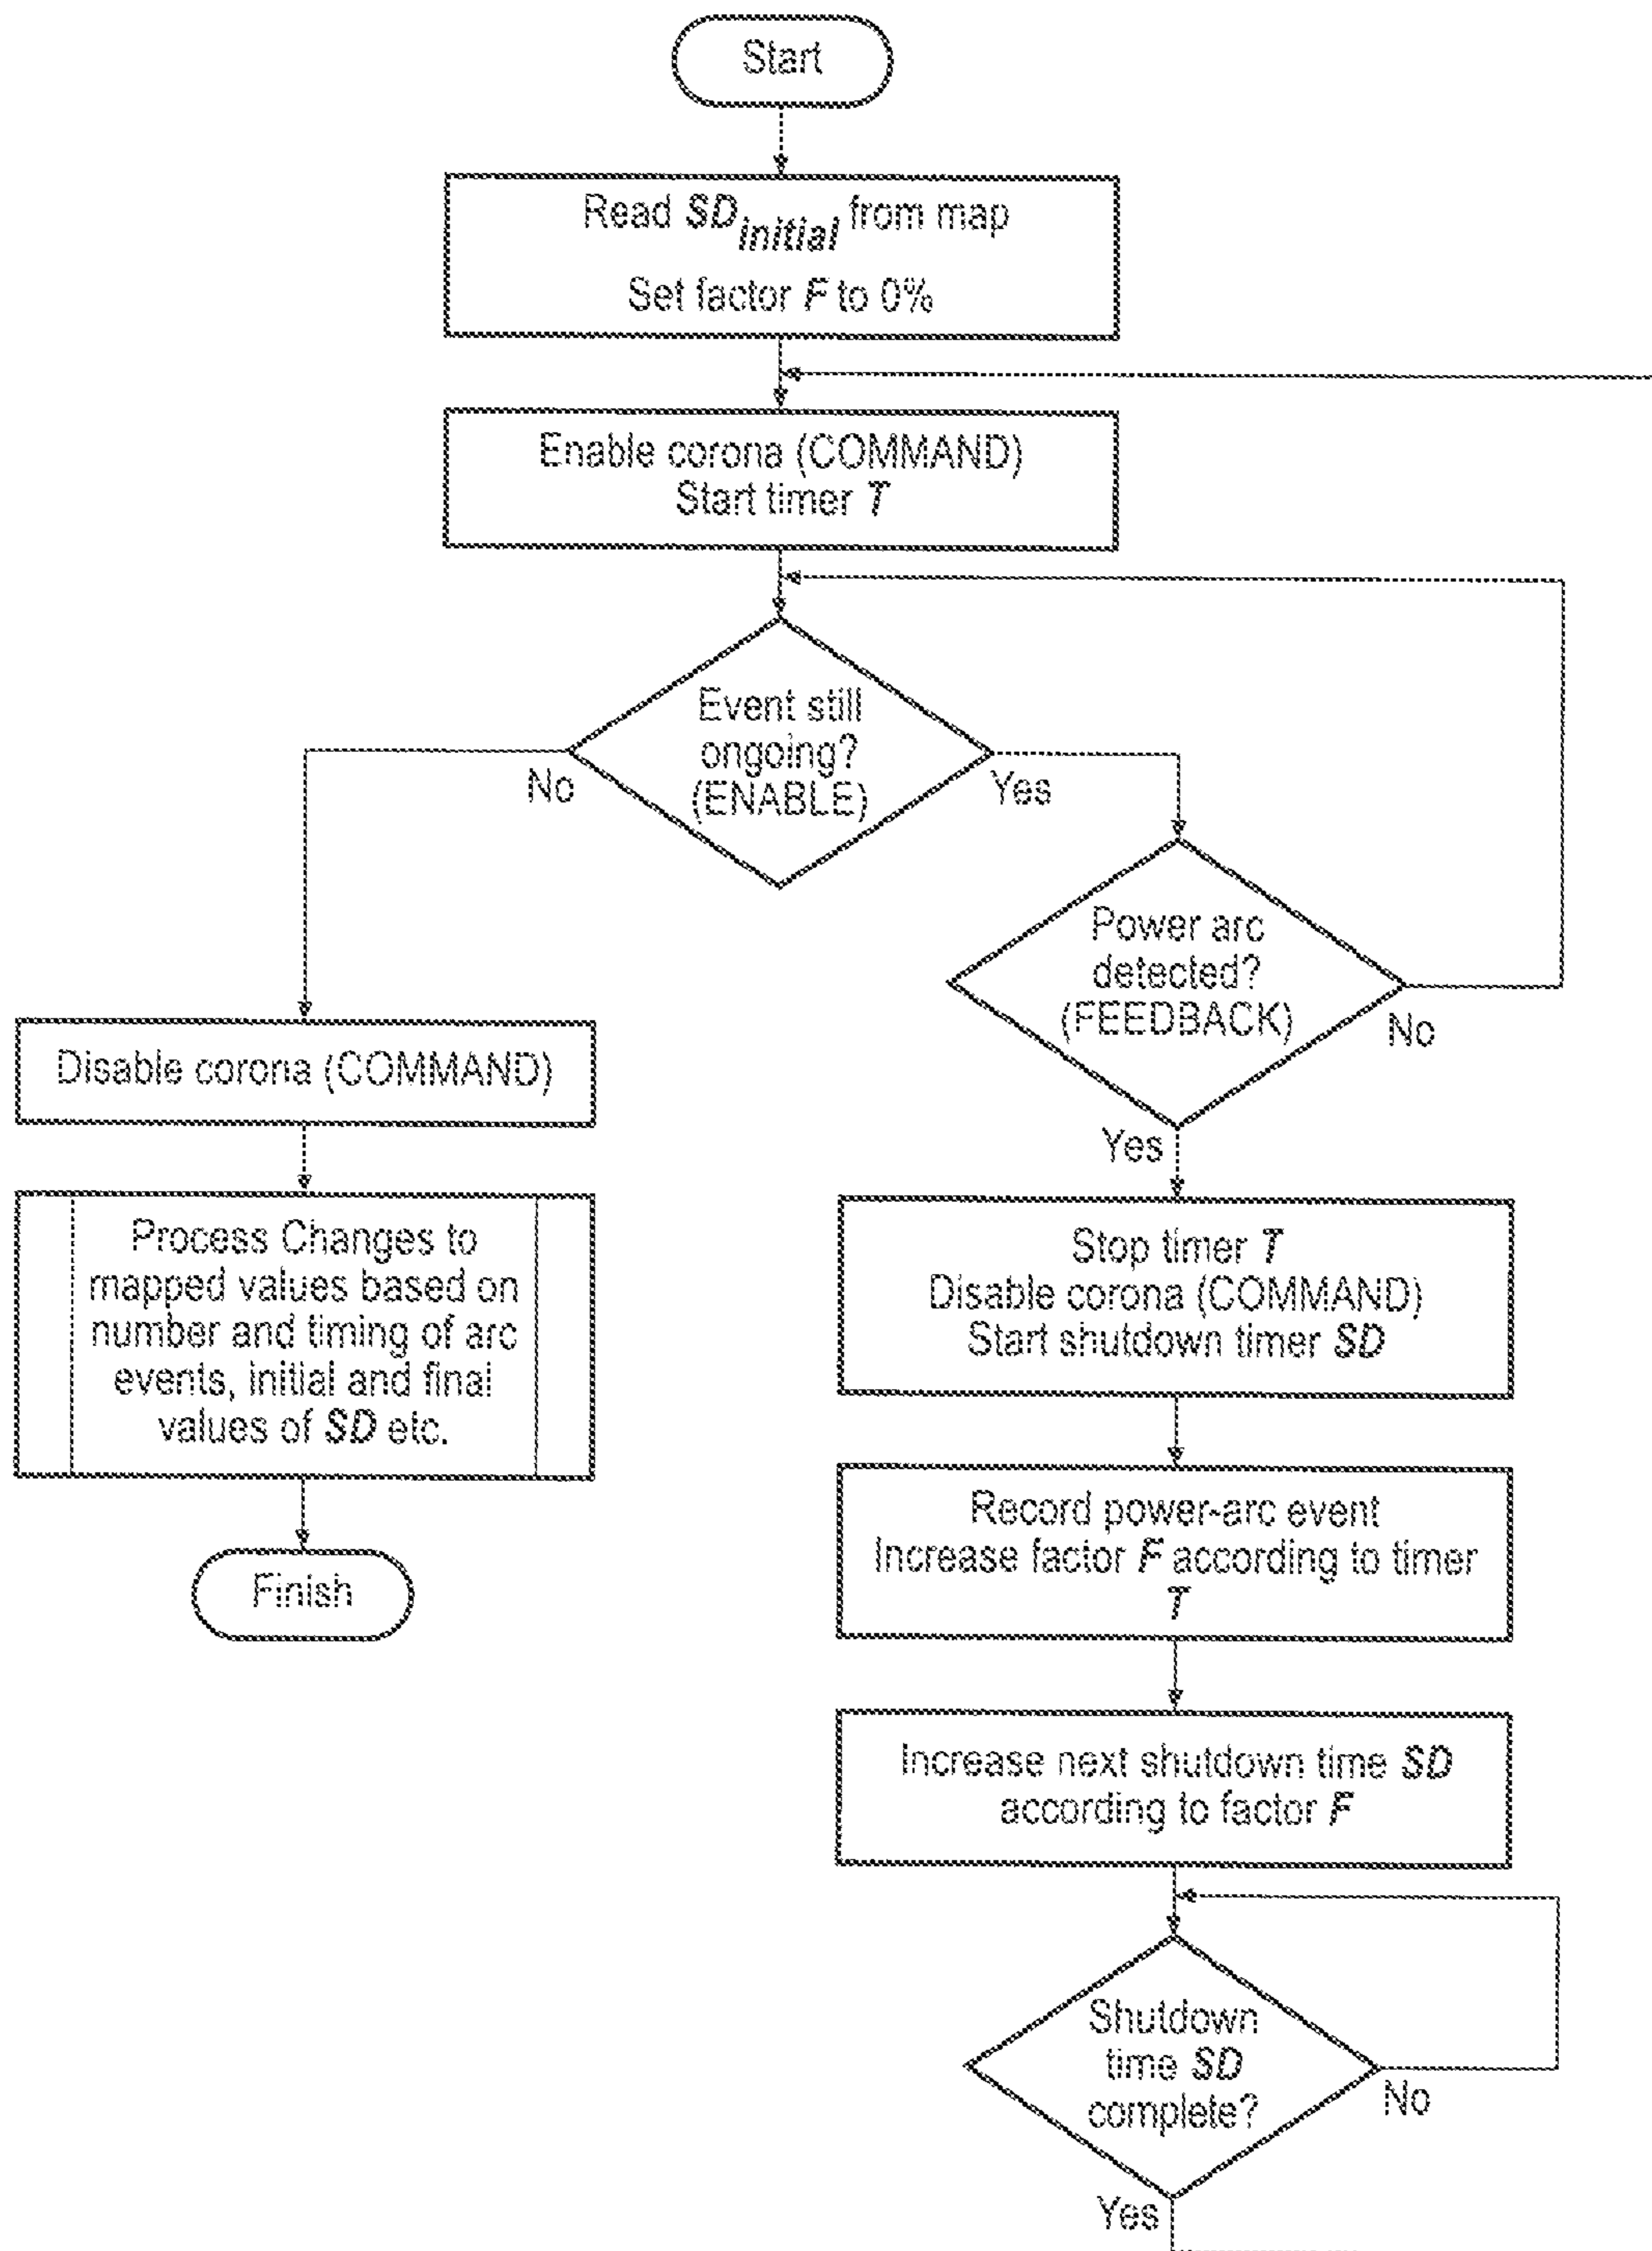 Start
Read SDinitial from map
Set factor F to 0%
Enable corona (COMMAND)
Start timer T
Event still
ongoing?
(ENABLE)
No
Yes
Power arc
detected?
(FEEDBACK)
No
Yes
Disable corona (COMMAND)
Process Changes to
mapped values based on
number and timing of arc
events, initial and final
values of SD etc.
Finish
Stop timer T
Disable corona (COMMAND)
Start shutdown timer SD
Record power-arc event
Increase factor F according to timer
T
Increase next shutdown time SD
according to factor F
Shutdown
time SD
complete?
No
Yes